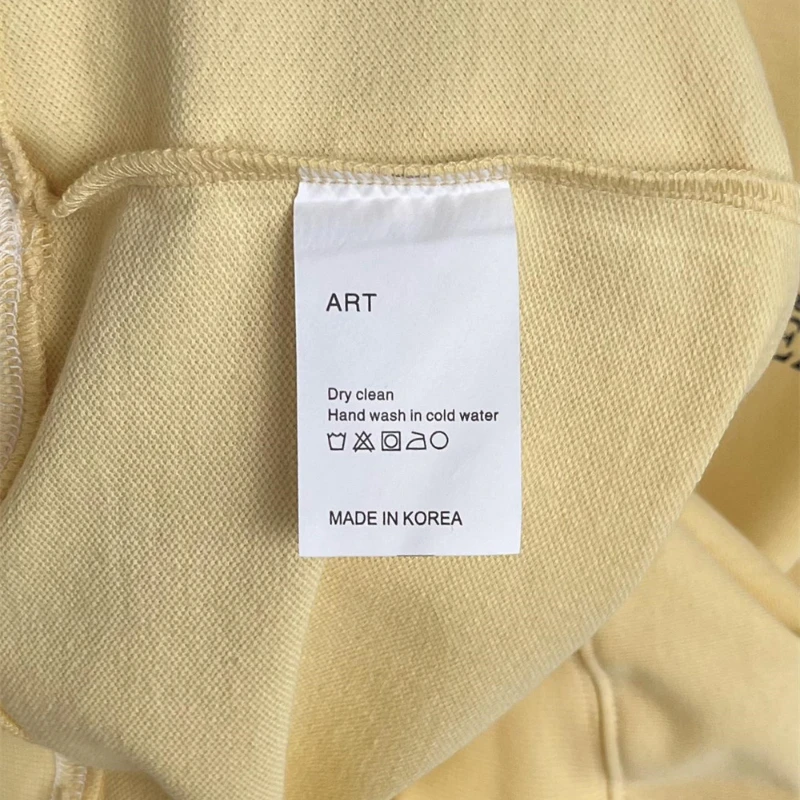 ART
Dry clean
Hand wash in cold water
MADE IN KOREA